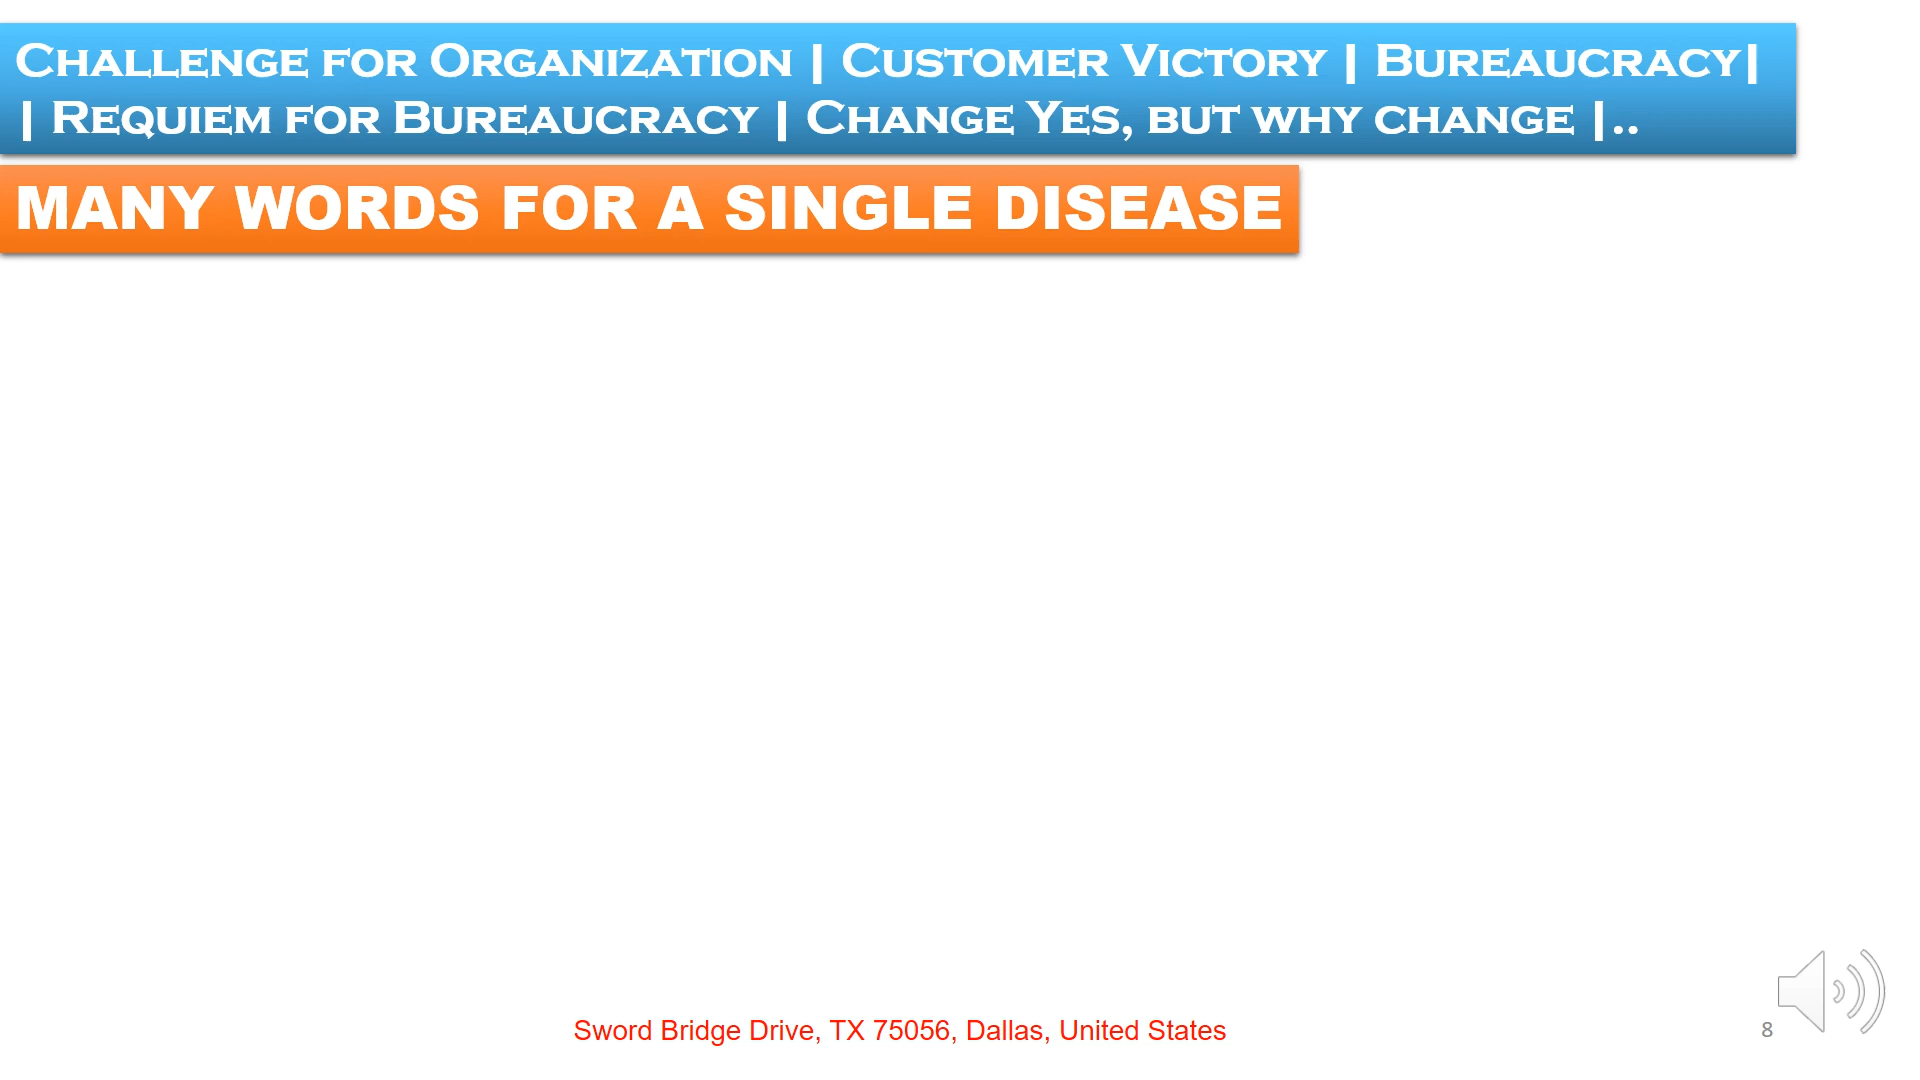 Challenge for Organization | Customer Victory | Bureaucracy|
| Requiem for Bureaucracy | Change Yes, but why change |..
MANY WORDS FOR A SINGLE DISEASE
Sword Bridge Drive, TX 75056, Dallas, United States
8